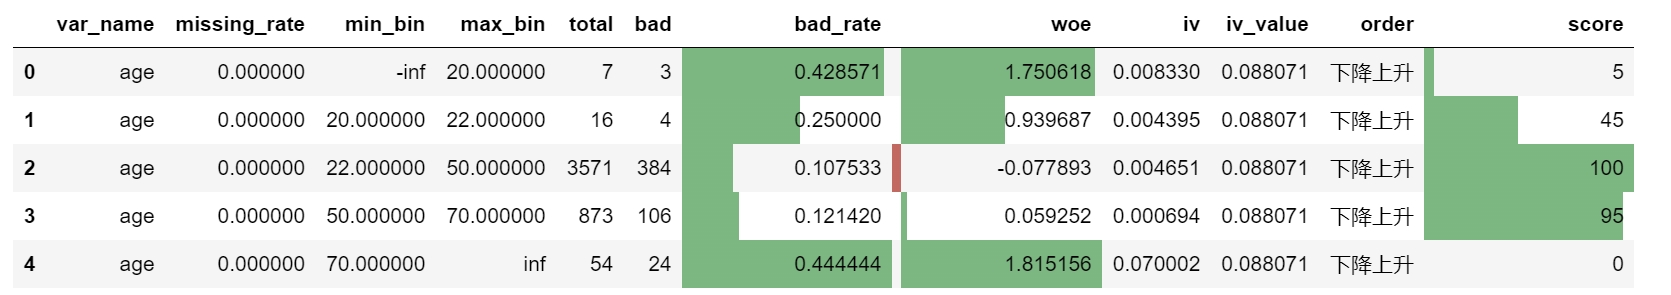 var_name missing_rate min_bin max_bin total bad bad_rate woe iv iv_value order score
0 age 0.000000 -inf 20.000000 7 3 0.428571 1.750618 0.008330 0.088071 下降上升 5
1 age 0.000000 20.000000 22.000000 16 4 0.250000 0.939687 0.004395 0.088071 下降上升 45
2 age 0.000000 22.000000 50.000000 3571 384 0.107533 -0.077893 0.004651 0.088071 下降上升 100
3 age 0.000000 50.000000 70.000000 873 106 0.121420 0.059252 0.000694 0.088071 下降上升 95
4 age 0.000000 70.000000 inf 54 24 0.444444 1.815156 0.070002 0.088071 下降上升 0